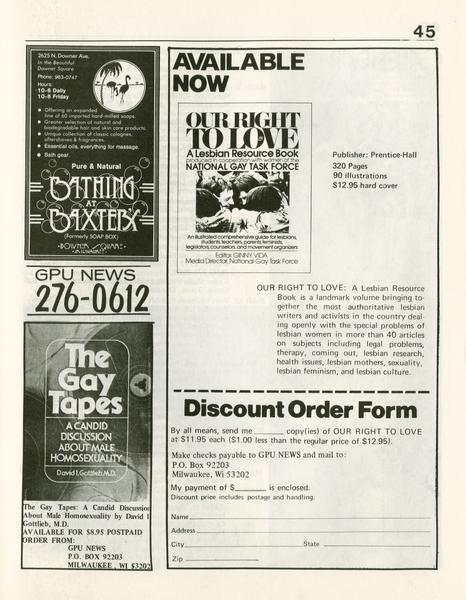 45
2625 N. Downer Ave.
In the Beautiful
Downer Square
Phone: 963-0747
Hours:
10-6 Daily
10-8 Friday
Offering an expanded
line of 60 imported hard-milled soaps.
Greater selection of natural and
biodegradable hair and skin care products.
Unique collection of classic colognes,
aftershaves & fragrances.
Essential oils, everything for massage.
Bath gear.
Pure & Natural
BATHING
AT
BAXTERS
(Formerly SOAP BOX)
DOWNER SQUARE
MILWAUKEE
GPU NEWS
276-0612
The
Gay
Tapes
A CANDID
DISCUSSION
ABOUT MALE
HOMOSEXUALITY
David I. Gottlieb, M.D.
The Gay Tapes: A Candid Discussion
About Male Homosexuality by David I
Gottlieb, M.D.
AVAILABLE FOR $8.95 POSTPAID
ORDER FROM:
GPU NEWS
P.O. BOX 92203
MILWAUKEE, WI 53202
AVAILABLE
NOW
OUR RIGHT
TO LOVE
A Lesbian Resource Book
produced in cooperation with women of the
NATIONAL GAY TASK FORCE
An illustrated comprehensive guide for lesbians,
students, teachers, parents, feminists,
legislators, counselors, and movement organizers
Editor, GINNY VIDA
Media Director, National Gay Task Force
Publisher: Prentice-Hall
320 Pages
90 illustrations
$12.95 hard cover
OUR RIGHT TO LOVE: A Lesbian Resource
Book is a landmark volume bringing to-
gether the most authoritative lesbian
writers and activists in the country deal-
ing openly with the special problems of
lesbian women in more than 40 articles
on subjects including legal problems,
therapy, coming out, lesbian research,
health issues, lesbian mothers, sexuality,
lesbian feminism, and lesbian culture.
Discount Order Form
By all means, send me ______ copy(ies) of OUR RIGHT TO LOVE
at $11.95 each ($1.00 less than the regular price of $12.95).
Make checks payable to GPU NEWS and mail to:
P.O. Box 92203
Milwaukee, Wi 53202
My payment of $______ is enclosed.
Discount price includes postage and handling.
Name
Address
City State
Zip